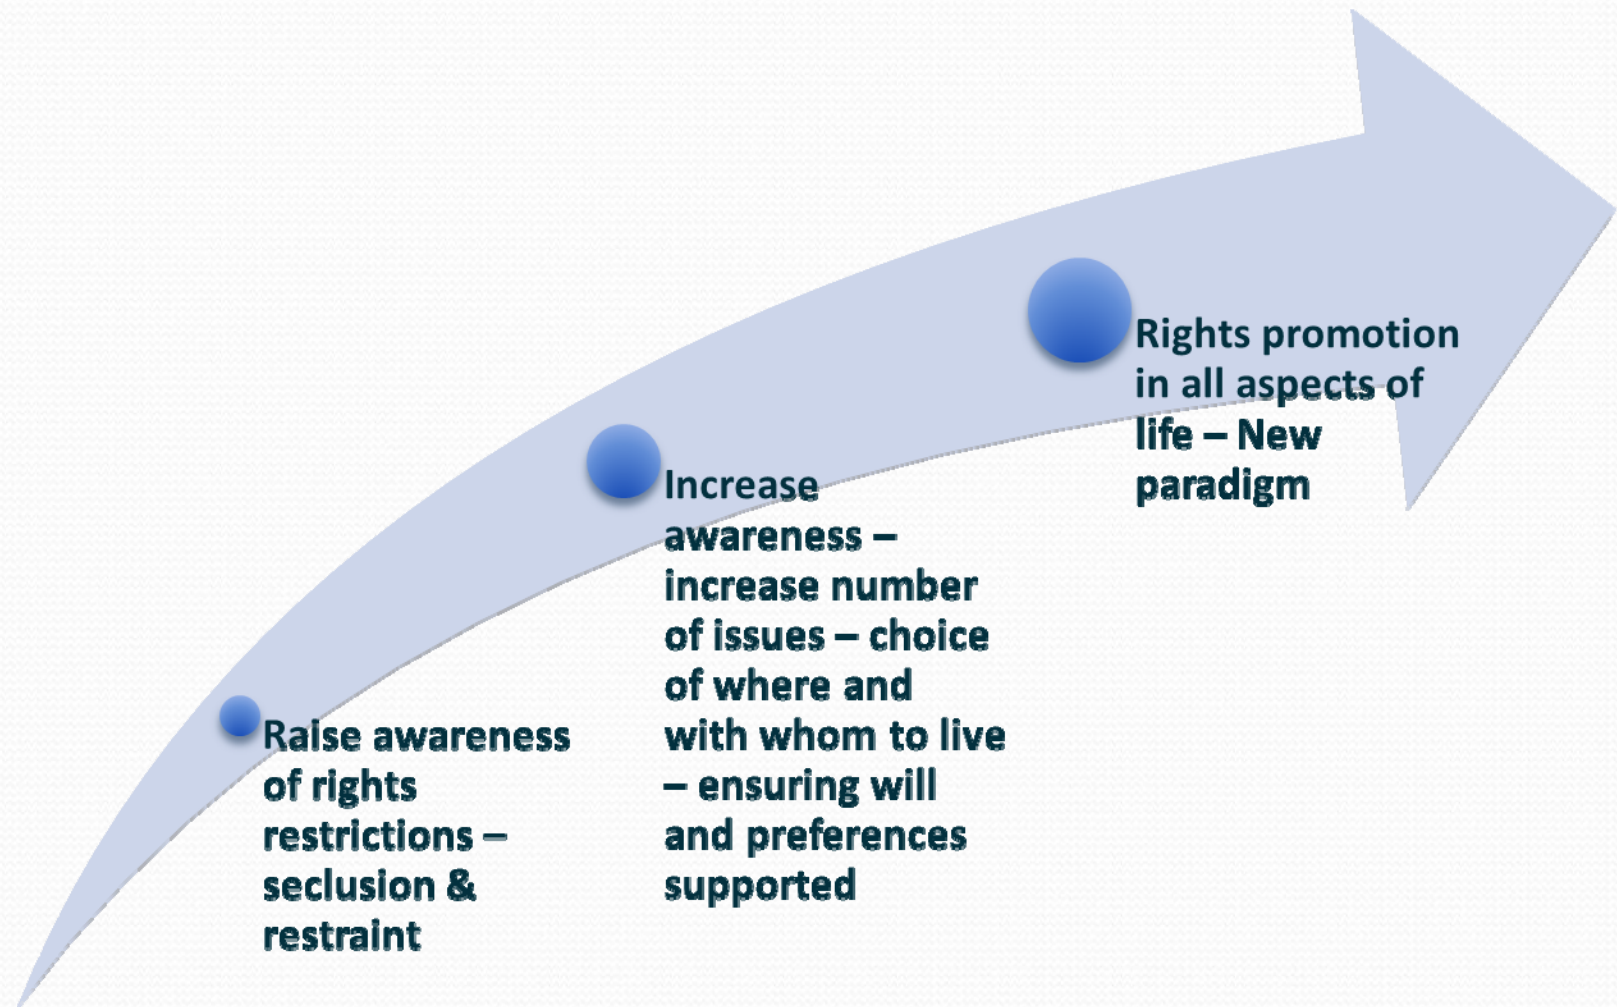 Raise awareness
of rights
restrictions –
seclusion &
restraint
Increase
awareness –
increase number
of issues – choice
of where and
with whom to live
– ensuring will
and preferences
supported
Rights promotion
in all aspects of
life – New
paradigm